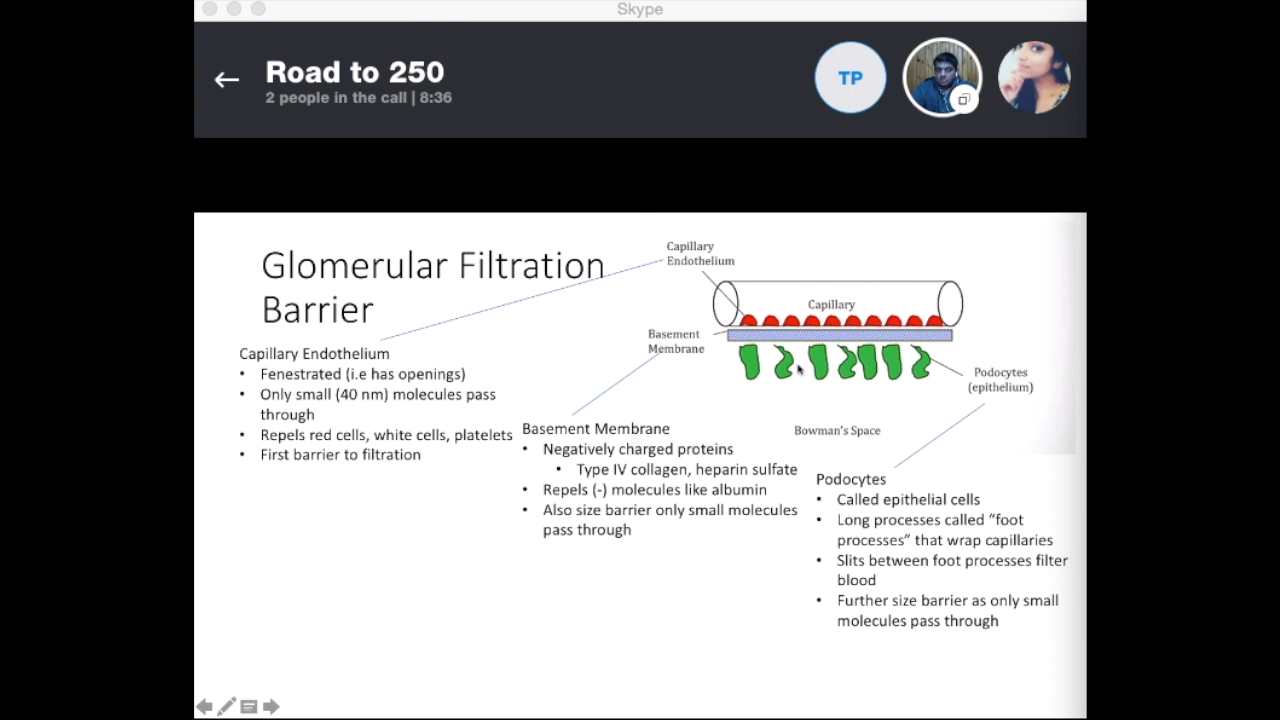 Skype
Road to 250
2 people in the call | 8:36
TP
Glomerular Filtration
Barrier
Capillary
Endothelium
Capillary
Basement
Membrane
Podocytes
(epithelium)
Bowman's Space
Capillary Endothelium
• Fenestrated (i.e has openings)
• Only small (40 nm) molecules pass
through
• Repels red cells, white cells, platelets
• First barrier to filtration
Basement Membrane
• Negatively charged proteins
• Type IV collagen, heparin sulfate
• Repels (-) molecules like albumin
• Also size barrier only small molecules
pass through
Podocytes
• Called epithelial cells
• Long processes called “foot
processes” that wrap capillaries
• Slits between foot processes filter
blood
• Further size barrier as only small
molecules pass through